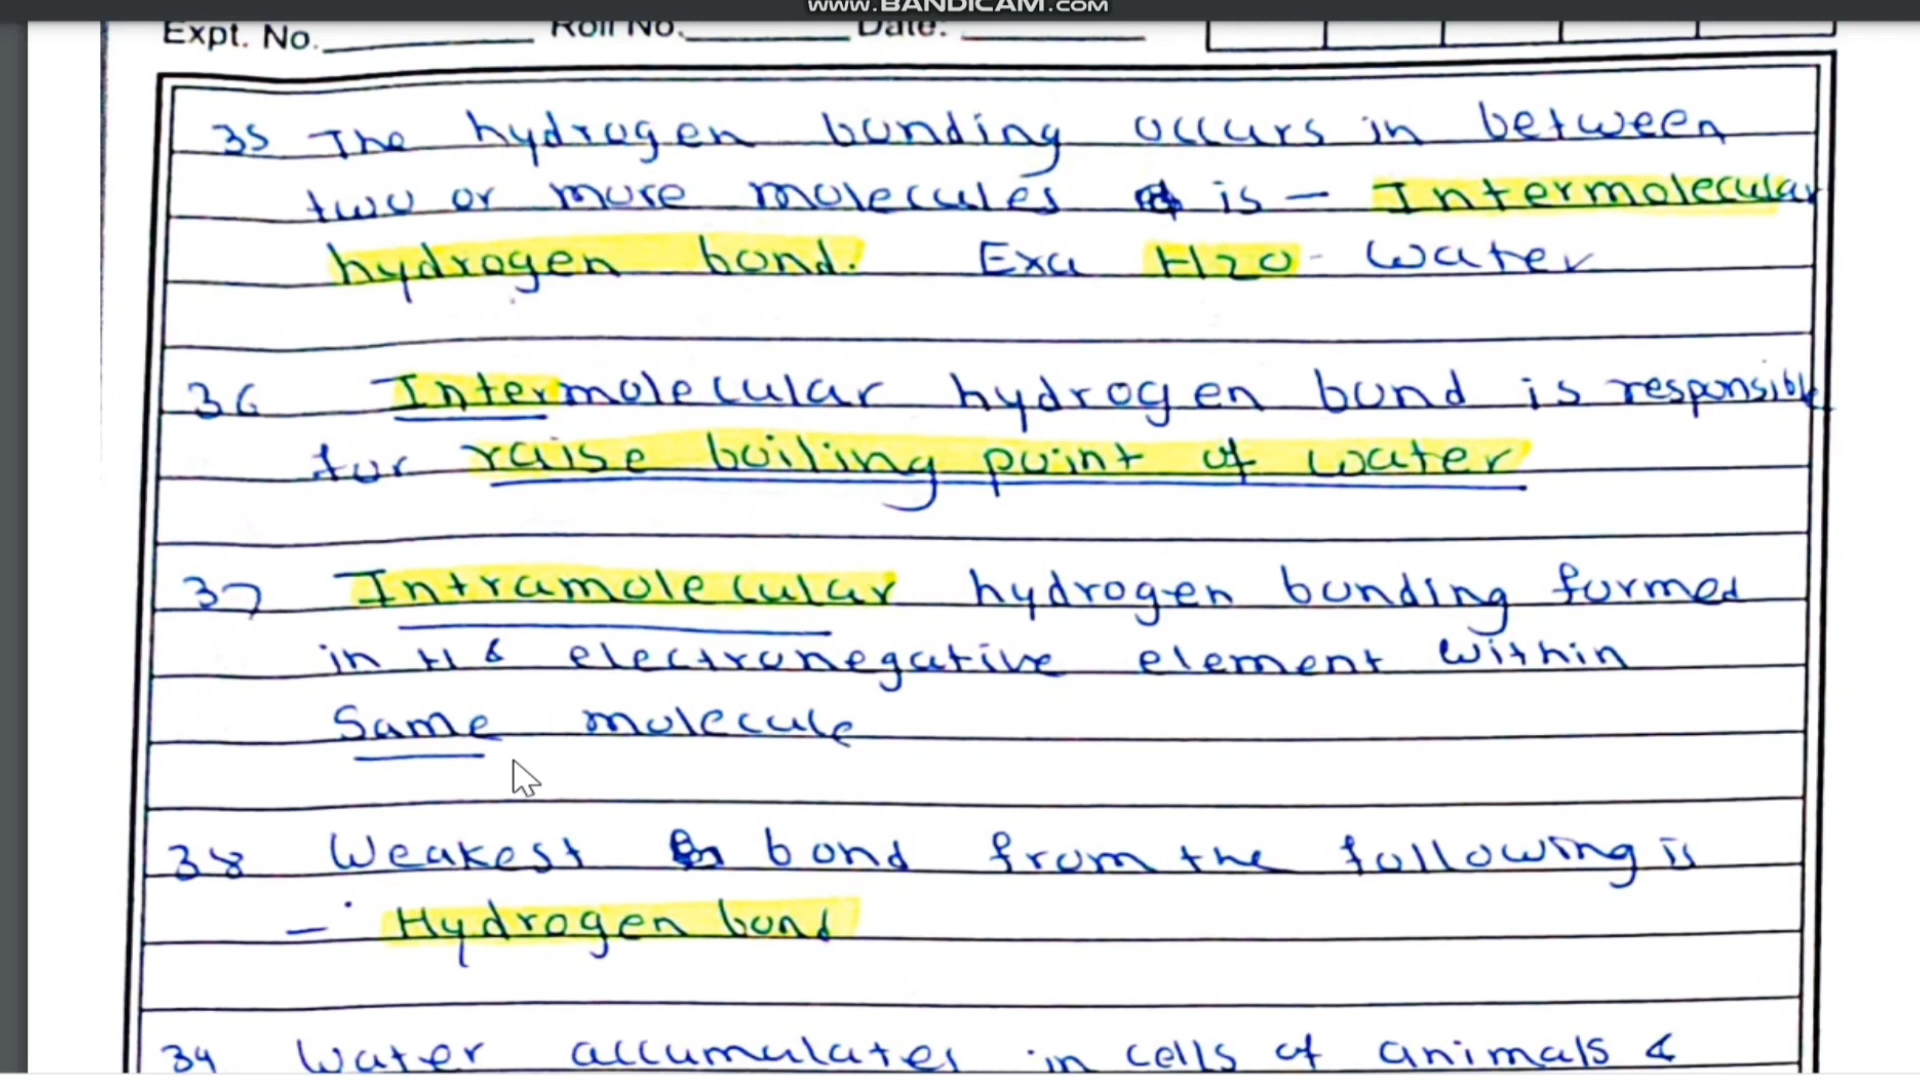 WWW.BANDICAM.COM
Expt. No. Roll No. Date:
35 The hydrogen bonding occurs in between
two or more molecules is - Intermolecular
hydrogen bond. Exa H2O - Water
36 Intermolecular hydrogen bond is responsible
for raise boiling point of water
37 Intramolecular hydrogen bonding formed
in H & electronegative element within
Same molecule
38 Weakest bond from the following is
- Hydrogen bond
39 Water accumulates in cells of animals &